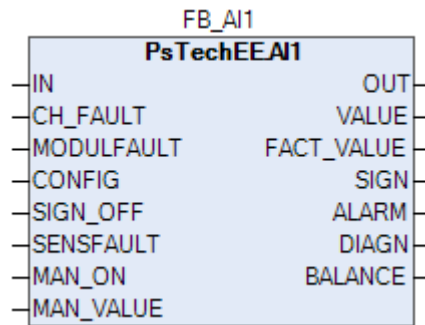 FB_AI1
PsTechEE.AI1
IN OUT
CH_FAULT VALUE
MODULFAULT FACT_VALUE
CONFIG SIGN
SIGN_OFF ALARM
SENSFAULT DIAGN
MAN_ON BALANCE
MAN_VALUE